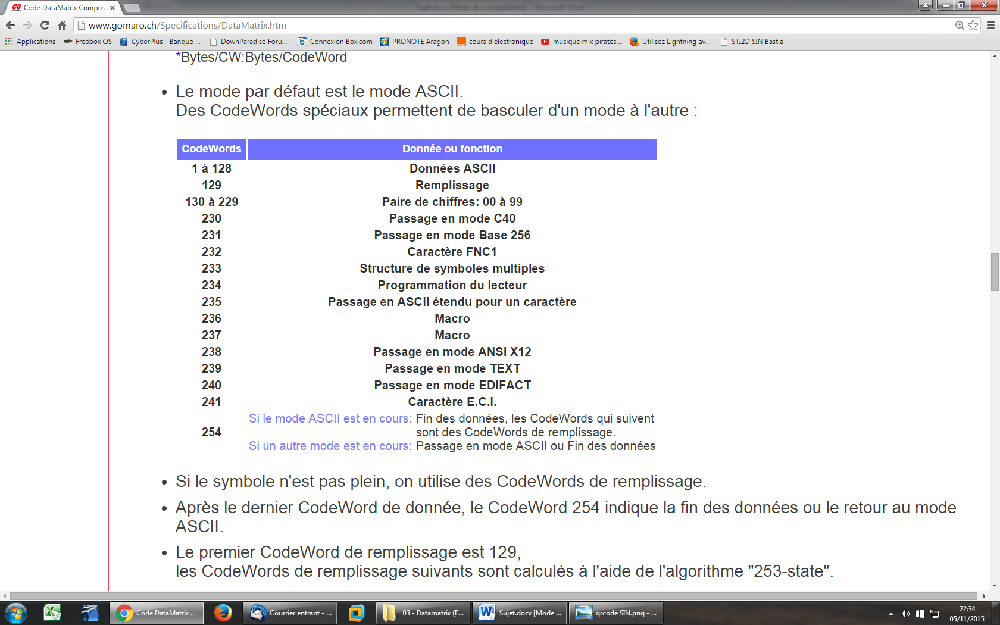 Code DataMatrix Compos
www.gomaro.ch/Specifications/DataMatrix.htm
Applications Freebox OS CyberPlus - Banque ... DownParadise Foru... Connexion Box.com PRONOTE Aragon cours d'électronique musique mix pirates... Utilisez Lightning av... STI2D SIN Bastia
*Bytes/CW:Bytes/CodeWord
• Le mode par défaut est le mode ASCII.
Des CodeWords spéciaux permettent de basculer d'un mode à l'autre :
CodeWords Donnée ou fonction
1 à 128 Données ASCII
129 Remplissage
130 à 229 Paire de chiffres: 00 à 99
230 Passage en mode C40
231 Passage en mode Base 256
232 Caractère FNC1
233 Structure de symboles multiples
234 Programmation du lecteur
235 Passage en ASCII étendu pour un caractère
236 Macro
237 Macro
238 Passage en mode ANSI X12
239 Passage en mode TEXT
240 Passage en mode EDIFACT
241 Caractère E.C.I.
Si le mode ASCII est en cours: Fin des données, les CodeWords qui suivent
254 sont des CodeWords de remplissage.
Si un autre mode est en cours: Passage en mode ASCII ou Fin des données
• Si le symbole n'est pas plein, on utilise des CodeWords de remplissage.
• Après le dernier CodeWord de donnée, le CodeWord 254 indique la fin des données ou le retour au mode
ASCII.
• Le premier CodeWord de remplissage est 129,
les CodeWords de remplissage suivants sont calculés à l'aide de l'algorithme "253-state".
Code DataMatrix ... Courrier entrant - ... 03 - Datamatrix (F... Sujet.docx [Mode ... qrcode SIN.png - ... 22:34
05/11/2015